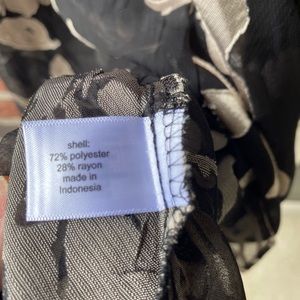 shell:
72% polyester
28% rayon
made in
Indonesia